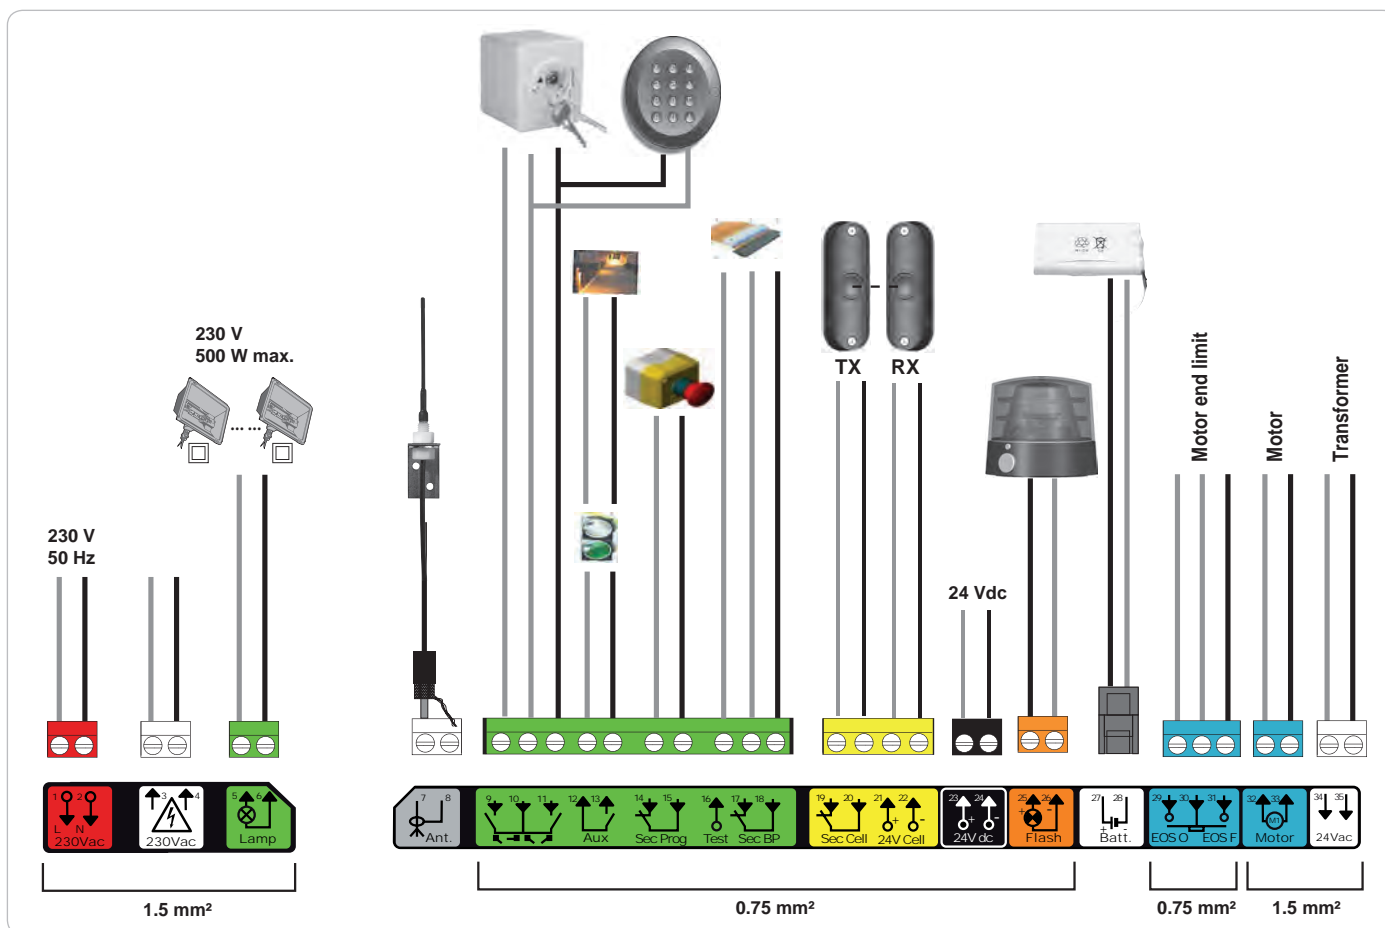 230 V
500 W max.
... ...
230 V
50 Hz
TX
RX
24 Vdc
Motor end limit
Motor
Transformer
1 2
L N
230Vac
3 4
230Vac
5 6
Lamp
7 8
Ant.
9 10 11
12 13
Aux
14 15
Sec Prog
16
Test
17 18
Sec BP
19 20
Sec Cell
21 22
+ -
24V Cell
23 24
+ -
24V dc
25 26
+ -
Flash
27 28
+
Batt.
29 30 31
EOS O EOS F
32 33
M1
Motor
34 35
24Vac
1.5 mm²
0.75 mm²
0.75 mm²
1.5 mm²